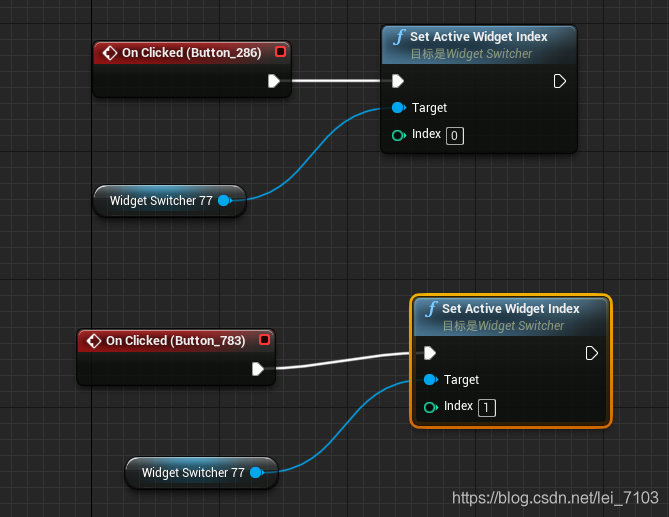 On Clicked (Button_286)
Set Active Widget Index
目标是Widget Switcher
Target
Index 0
Widget Switcher 77
Set Active Widget Index
目标是Widget Switcher
On Clicked (Button_783)
Target
Index 1
Widget Switcher 77
https://blog.csdn.net/lei_7103